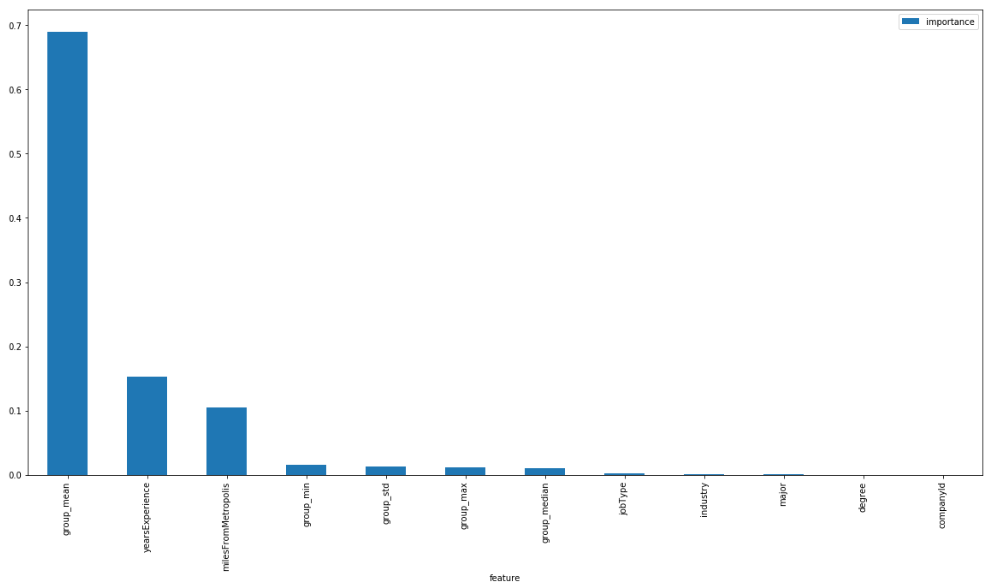 importance
0.7
0.6
0.5
0.4
0.3
0.2
0.1
0.0
group_mean
yearsExperience
milesFromMetropolis
group_min
group_std
group_max
group_median
jobType
industry
major
degree
companyId
feature